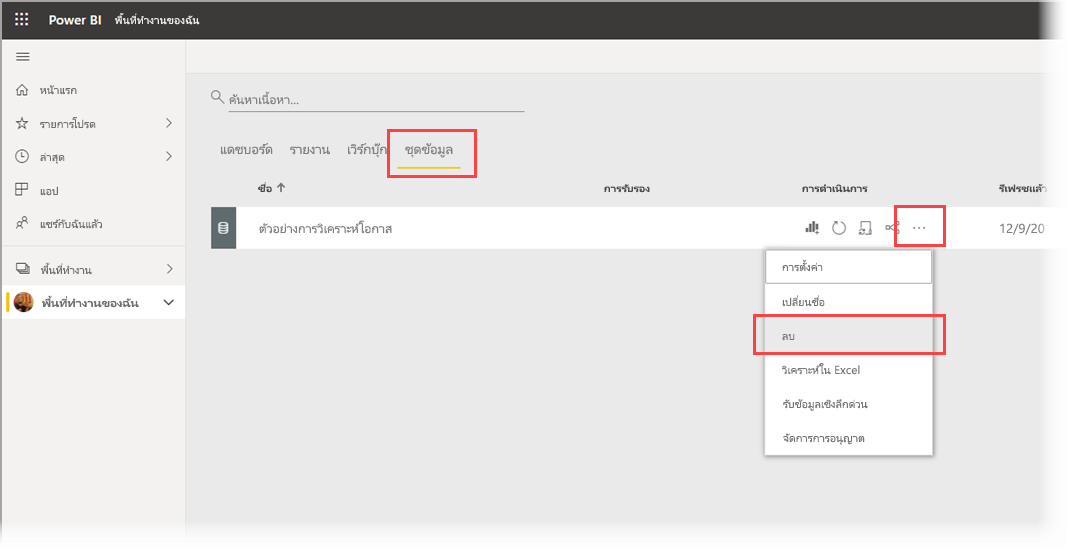 Power BI พื้นที่ทำงานของฉัน
หน้าแรก
รายการโปรด
ล่าสุด
แอป
แชร์กับฉันแล้ว
พื้นที่ทำงาน
พื้นที่ทำงานของฉัน
ค้นหาเนื้อหา...
แดชบอร์ด รายงาน เวิร์กบุ๊ก ชุดข้อมูล
ชื่อ ↑ การรับรอง การดำเนินการ รีเฟรชแล้ว
ตัวอย่างการวิเคราะห์โอกาส 12/9/20
การตั้งค่า
เปลี่ยนชื่อ
ลบ
วิเคราะห์ใน Excel
รับข้อมูลเชิงลึกด่วน
จัดการการอนุญาต